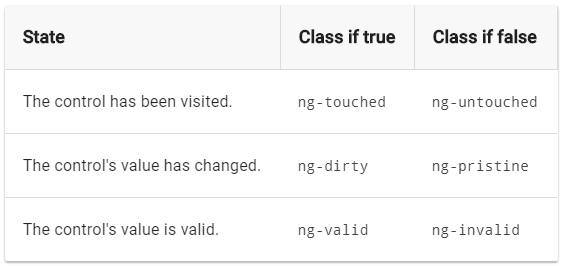 State Class if true Class if false
The control has been visited. ng-touched ng-untouched
The control's value has changed. ng-dirty ng-pristine
The control's value is valid. ng-valid ng-invalid